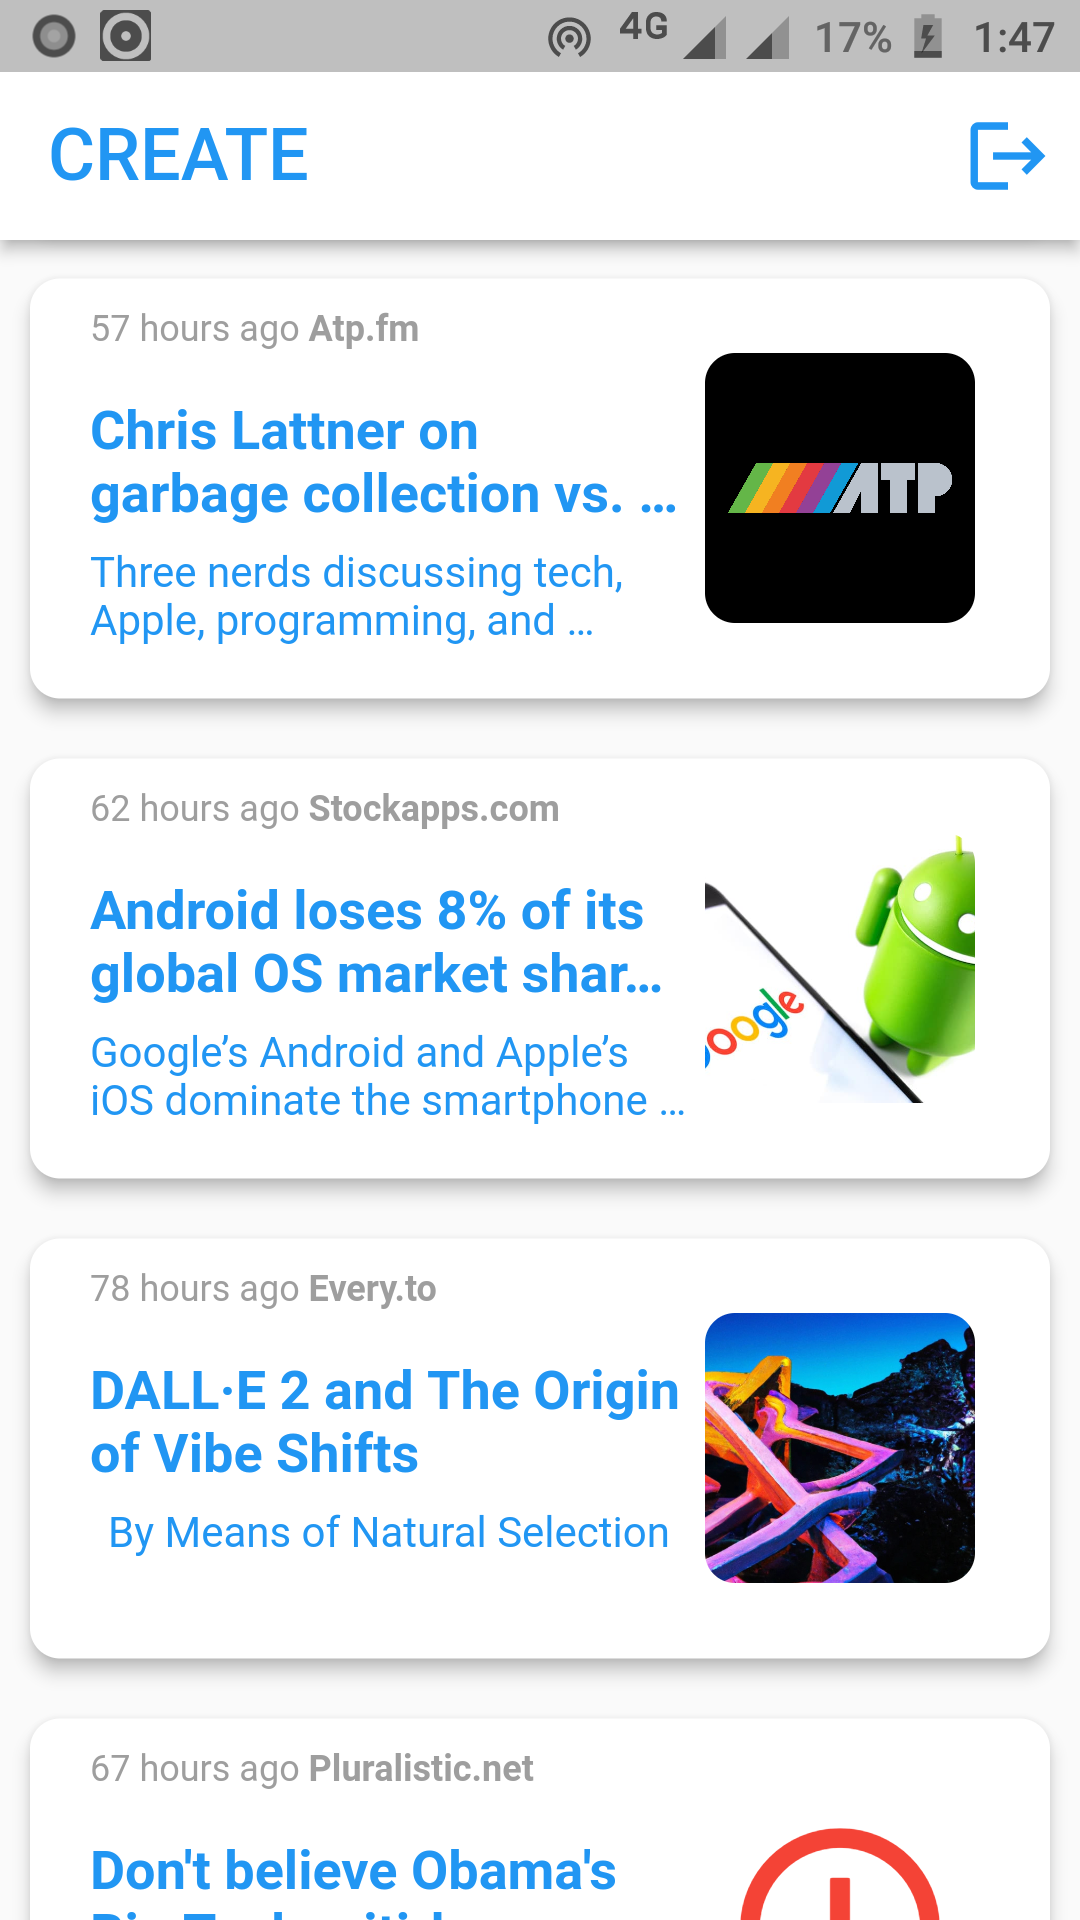 4G 17% 1:47
CREATE
57 hours ago Atp.fm
Chris Lattner on
garbage collection vs. ...
Three nerds discussing tech,
Apple, programming, and ...
ATP
62 hours ago Stockapps.com
Android loses 8% of its
global OS market shar...
Google’s Android and Apple’s
iOS dominate the smartphone ...
oogle
78 hours ago Every.to
DALL·E 2 and The Origin
of Vibe Shifts
By Means of Natural Selection
67 hours ago Pluralistic.net
Don't believe Obama's